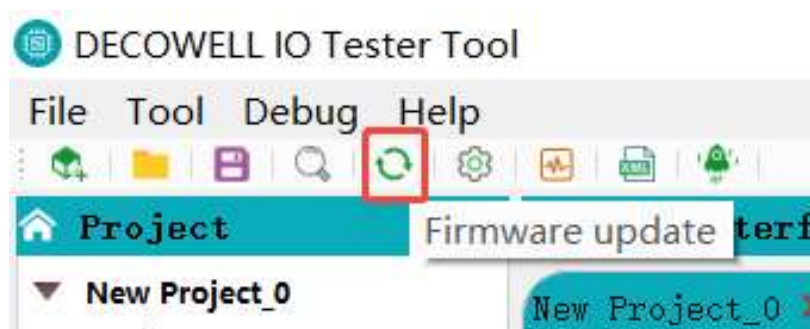 DECOWELL IO Tester Tool
File Tool Debug Help
Project
Firmware update
New Project_0
New Project_0